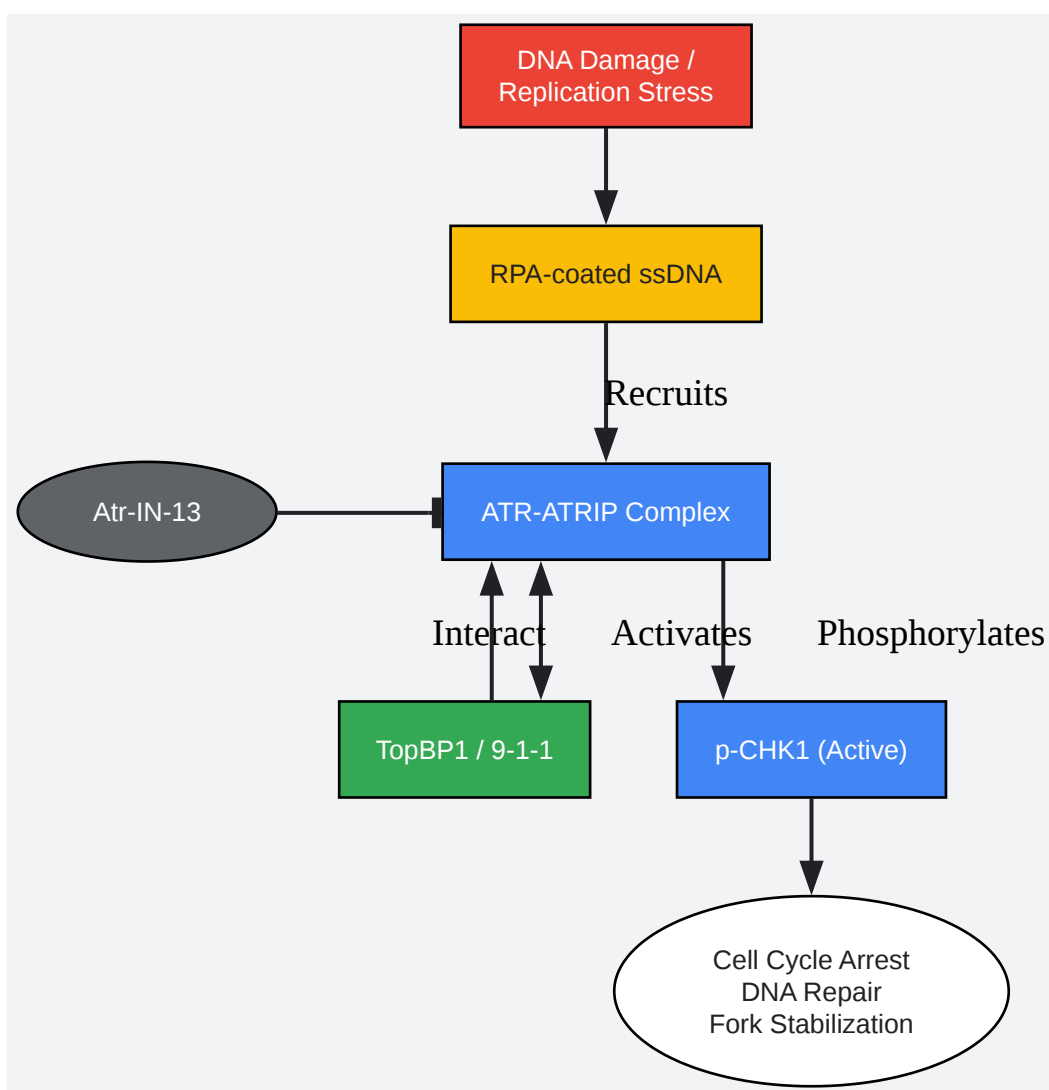 DNA Damage /
Replication Stress
RPA-coated ssDNA
Recruits
Atr-IN-13
ATR-ATRIP Complex
Interact
Activates
Phosphorylates
TopBP1 / 9-1-1
p-CHK1 (Active)
Cell Cycle Arrest
DNA Repair
Fork Stabilization